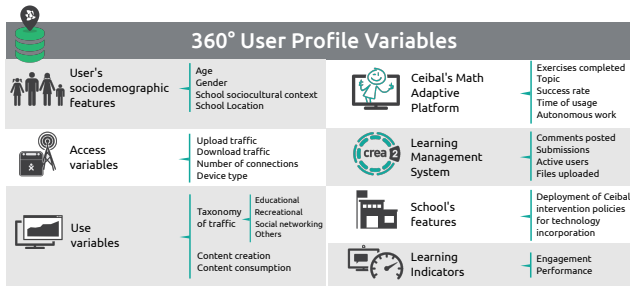 360° User Profile Variables
User's
sociodemographic
features
Age
Gender
School sociocultural context
School Location
Access
variables
Upload traffic
Download traffic
Number of connections
Device type
Use
variables
Taxonomy
of traffic
Educational
Recreational
Social networking
Others
Content creation
Content consumption
Ceibal's Math
Adaptive
Platform
Exercises completed
Topic
Success rate
Time of usage
Autonomous work
crea 2
Learning
Management
System
Comments posted
Submissions
Active users
Files uploaded
School's
features
Deployment of Ceibal
intervention policies
for technology
incorporation
Learning
Indicators
Engagement
Performance